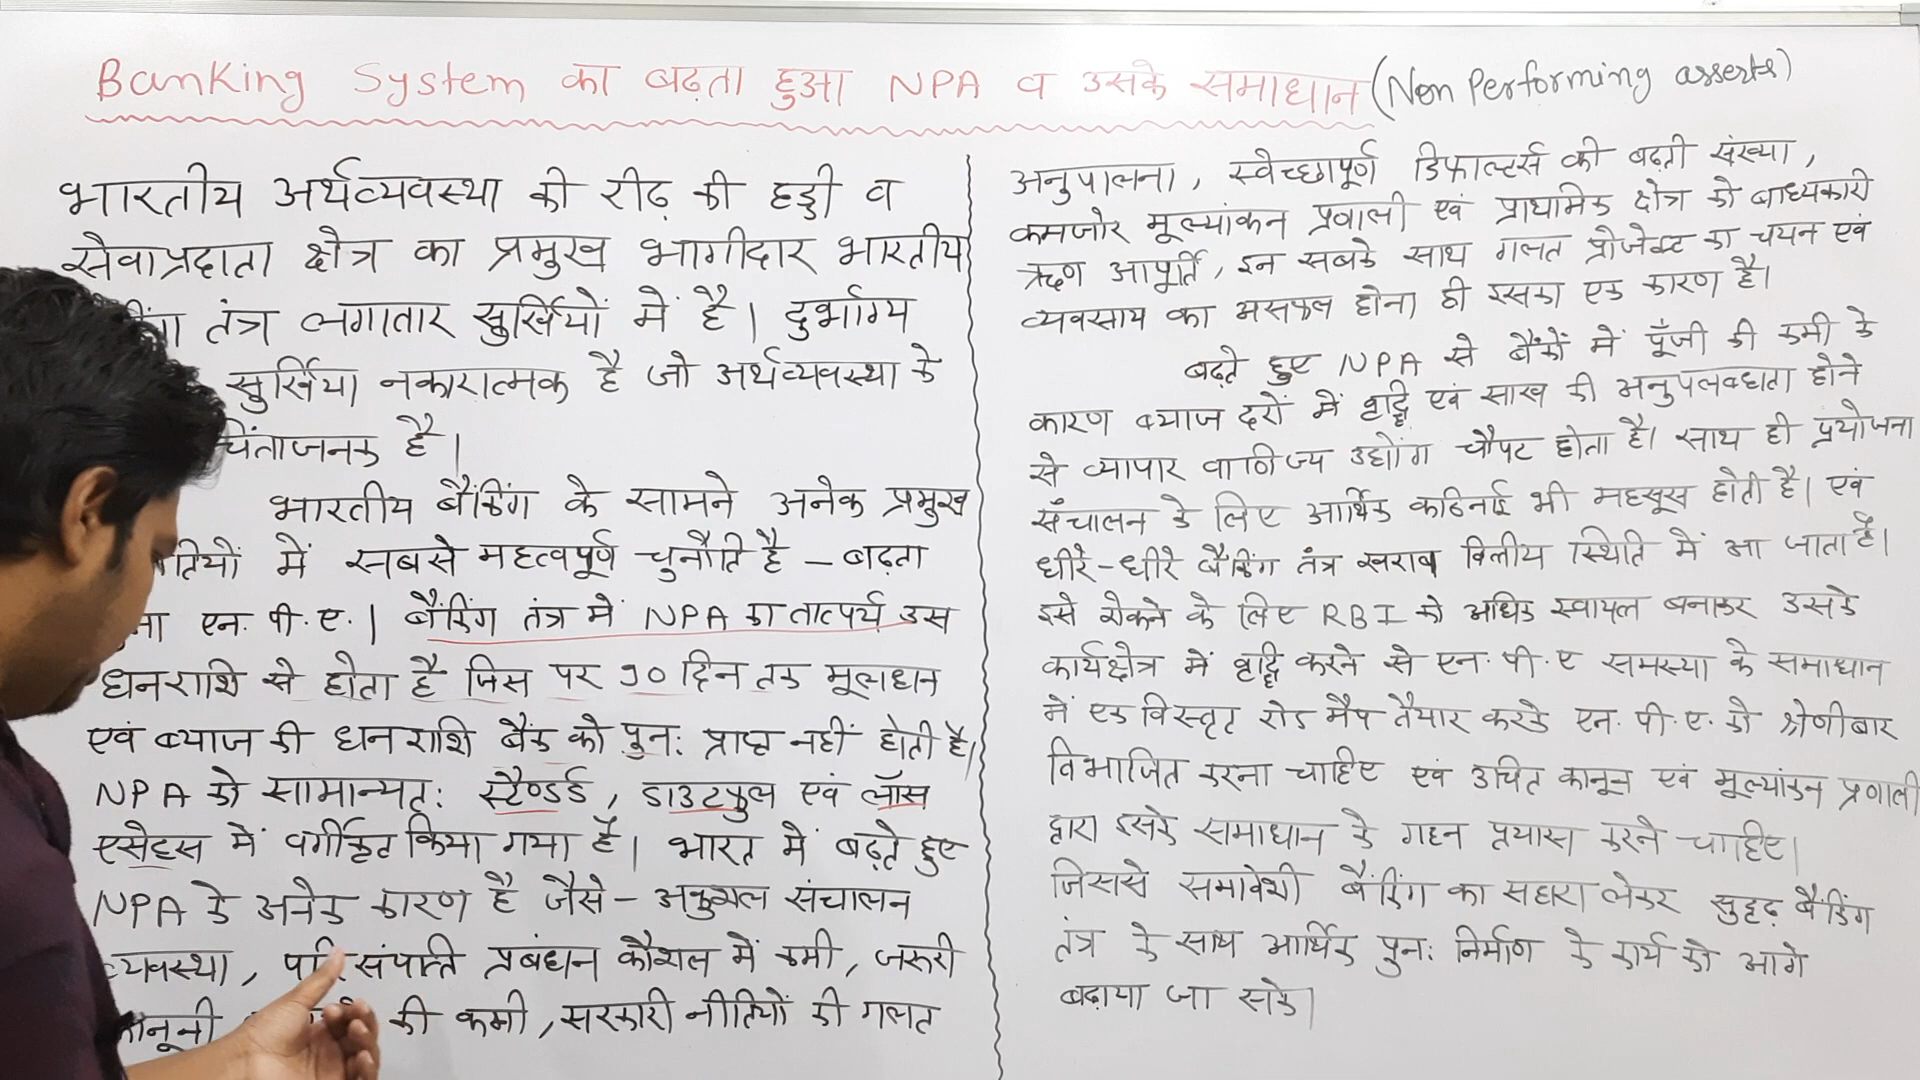 Banking System का बढ़ता हुआ NPA व उसके समाधान (Non Performing asserts)
भारतीय अर्थव्यवस्था की रीढ़ की हड्डी व
सेवाप्रदाता क्षेत्र का प्रमुख भागीदार भारतीय
तंत्र लगातार सुर्खियों में है। दुर्भाग्य
सुर्खिया नकारात्मक है जो अर्थव्यवस्था के
चिंताजनक है।
भारतीय बैंकिंग के सामने अनेक प्रमुख
में सबसे महत्वपूर्ण चुनौति है – बढ़ता
एन. पी. ए.। बैंकिंग तंत्र में NPA का तात्पर्य उस
धनराशि से होता है जिस पर 90 दिन तक मूलधन
एवं ब्याज की धनराशि बैंक को पुन: प्राप्त नहीं होती है।
NPA को सामान्यत: स्टैण्डर्ड, डाउटफुल एवं लॉस
एसेट्स में वर्गीकृत किया गया है। भारत में बढ़ते हुए
NPA के अनेक कारण है जैसे – अकुशल संचालन
व्यवस्था, परिसंपत्ति प्रबंधन कौशल में कमी, जरूरी
कानूनी की कमी, सरकारी नीतियों की गलत
अनुपालना, स्वेच्छापूर्ण डिफाल्टर्स की बढ़ती संख्या,
कमजोर मूल्यांकन प्रवाली एवं प्राथमिक क्षेत्र को बाध्यकारी
ऋण आपूर्ति, इन सबके साथ गलत प्रोजेक्ट का चयन एवं
व्यवसाय का असफल होना ही इसका एक कारण है।
बढ़ते हुए NPA से बैंकों में पूँजी की कमी के
कारण ब्याज दरों में वृद्धि एवं साख की अनुपलब्धता होने
से व्यापार वाणिज्य उद्योंग चौपट होता है। साथ ही प्रयोजना
संचालन के लिए आर्थिक कठिनाई भी महसूस होती है। एवं
धीरे-धीरे बैंकिंग तंत्र खराब वित्तीय स्थिति में आ जाता है।
इसे रोकने के लिए RBI को अधिक स्वायत्त बनाकर उसके
कार्यक्षेत्र में वृद्धि करने से एन. पी. ए समस्या के समाधान
में एक विस्तृत रोड मैप तैयार करके एन. पी. ए. को श्रेणीबार
विभाजित करना चाहिए एवं उचित कानून एवं मूल्यांकन प्रणाली
द्वारा इसके समाधान के गहन प्रयास करने चाहिए।
जिससे समावेशी बैंकिंग का सहारा लेकर सुदृढ़ बैंकिंग
तंत्र के साथ आर्थिक पुन: निर्माण के कार्य को आगे
बढ़ाया जा सके।